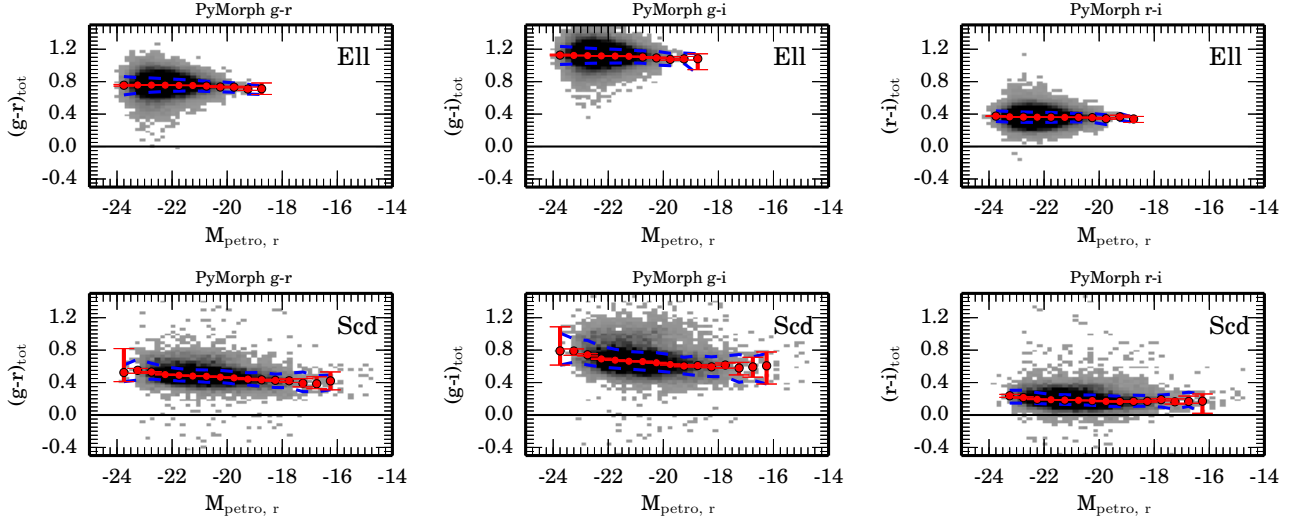 PyMorph g-r
PyMorph g-i
PyMorph r-i
1.2
0.8
0.4
0.0
-0.4
(g-r)tot
Ell
-24 -22 -20 -18 -16 -14
Mpetro, r
1.2
0.8
0.4
0.0
-0.4
(g-i)tot
Ell
-24 -22 -20 -18 -16 -14
Mpetro, r
1.2
0.8
0.4
0.0
-0.4
(r-i)tot
Ell
-24 -22 -20 -18 -16 -14
Mpetro, r
PyMorph g-r
PyMorph g-i
PyMorph r-i
1.2
0.8
0.4
0.0
-0.4
(g-r)tot
Scd
-24 -22 -20 -18 -16 -14
Mpetro, r
1.2
0.8
0.4
0.0
-0.4
(g-i)tot
Scd
-24 -22 -20 -18 -16 -14
Mpetro, r
1.2
0.8
0.4
0.0
-0.4
(r-i)tot
Scd
-24 -22 -20 -18 -16 -14
Mpetro, r